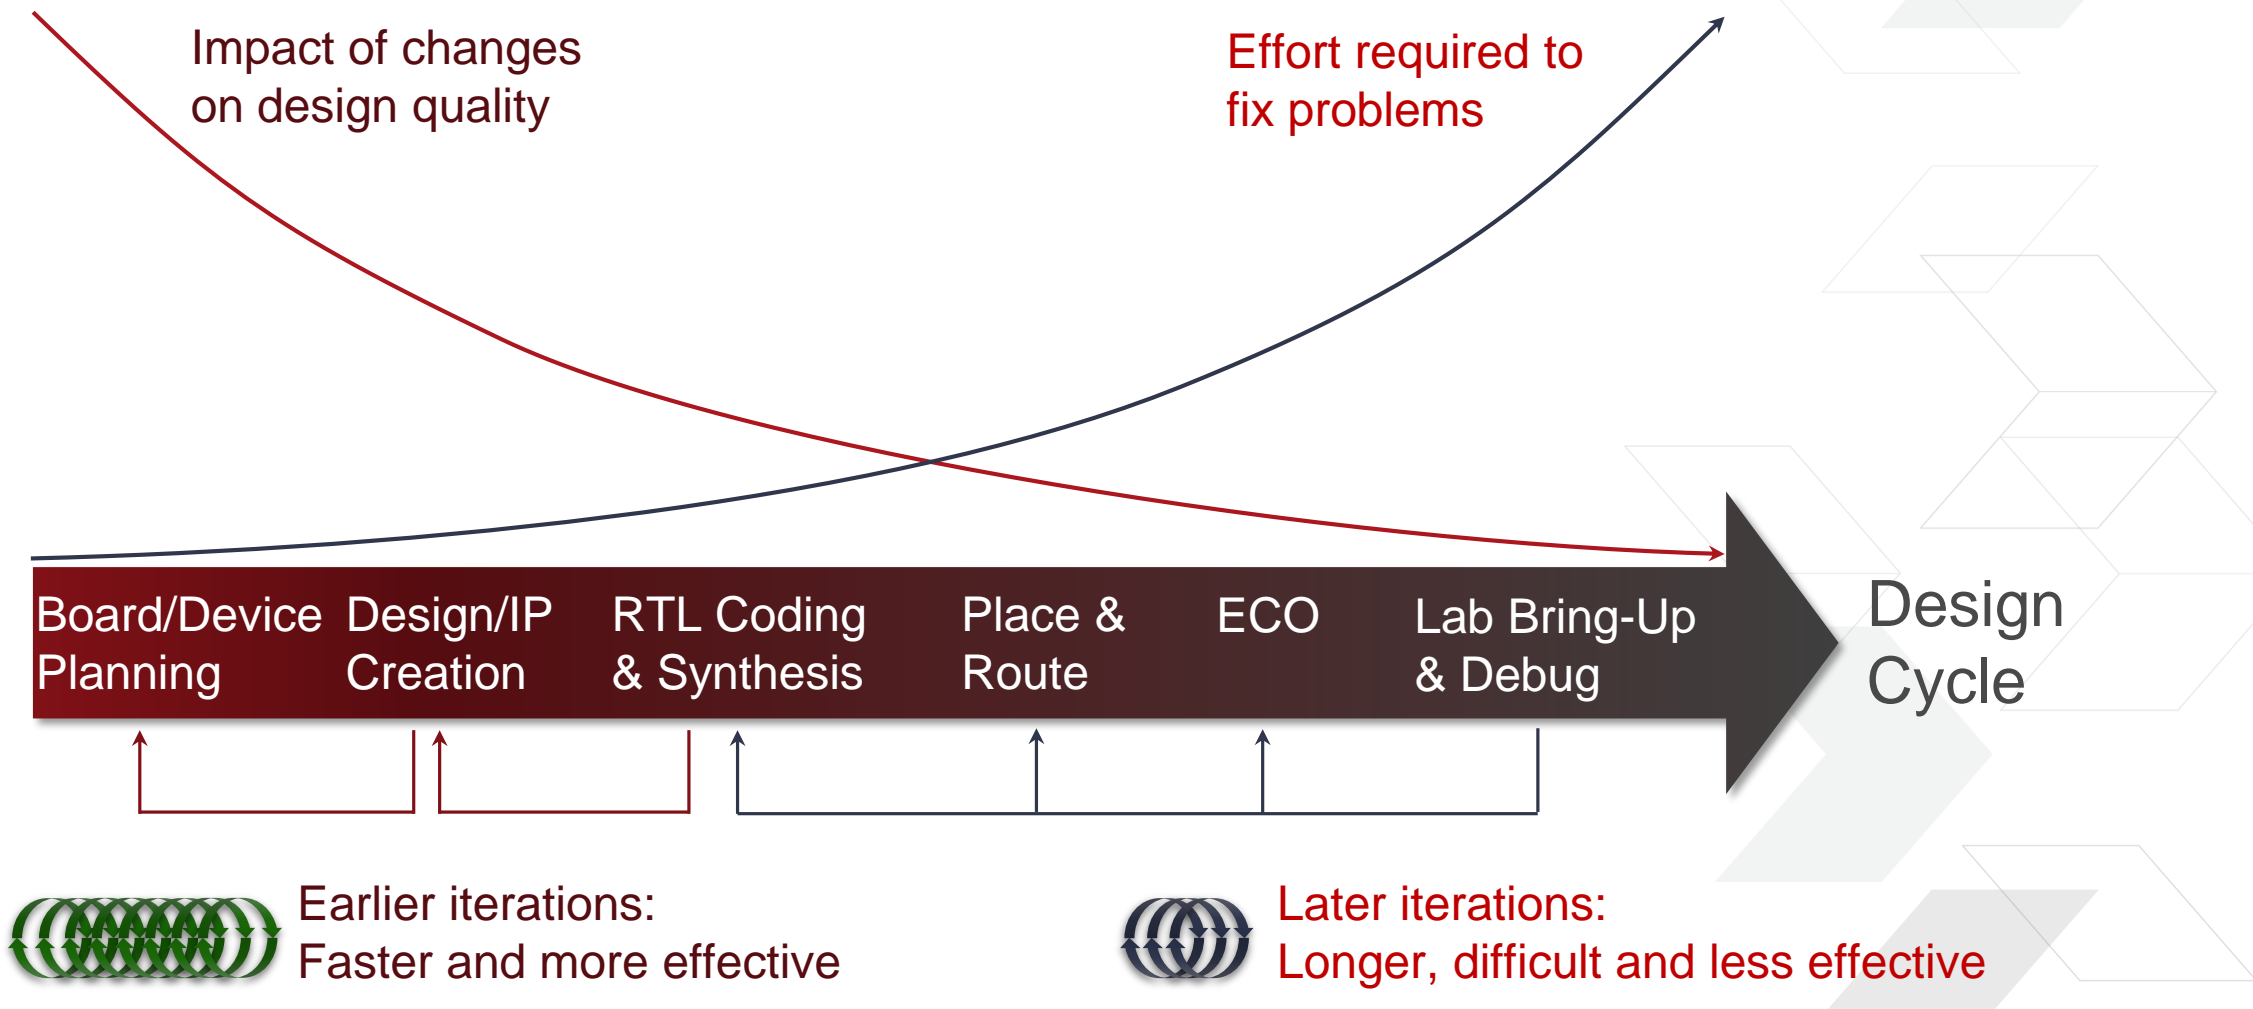 Impact of changes
on design quality
Effort required to
fix problems
Board/Device
Planning
Design/IP
Creation
RTL Coding
& Synthesis
Place &
Route
ECO
Lab Bring-Up
& Debug
Design
Cycle
Earlier iterations:
Faster and more effective
Later iterations:
Longer, difficult and less effective